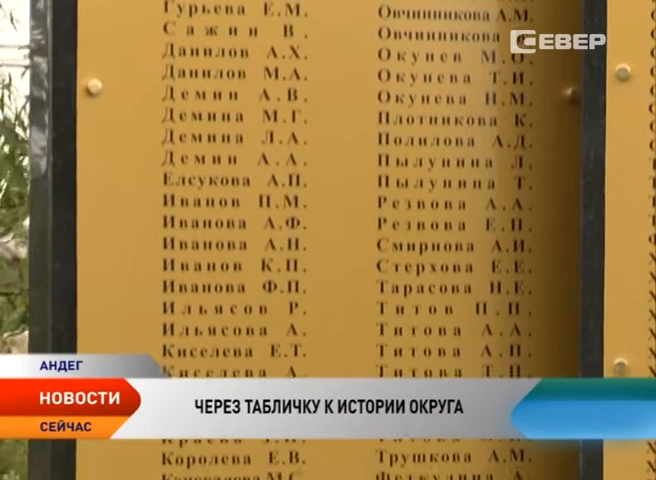 Гурьева Е.М.
Сажин В.
Данилов А.Х.
Данилов М.А.
Демин А.В.
Демина М.Г.
Демина Л.А.
Демин А.А.
Елсукова А.П.
Иванов П.М.
Иванова А.Ф.
Иванова А.Н.
Иванов К.П.
Иванова Ф.П.
Ильясов Р.
Ильясова А.
Киселева Е.Т.
Киселева А.
Королева Е.В.
Овчинникова А.М.
Овчинникова
Окунев М.О.
Окунева Т.И.
Окунева Н.М.
Плотникова К.
Полилова А.Д.
Пылунина Л.
Пылунина Т.
Резвова А.А.
Резвова Е.П.
Смирнова А.И.
Стерхова Е.Е.
Тарасова Н.Е.
Титов П.П.
Титова А.А.
Титова А.П.
Титова Т.П.
Трушкова А.М.
СЕВЕР
АНДЕГ
НОВОСТИ
СЕЙЧАС
ЧЕРЕЗ ТАБЛИЧКУ К ИСТОРИИ ОКРУГА